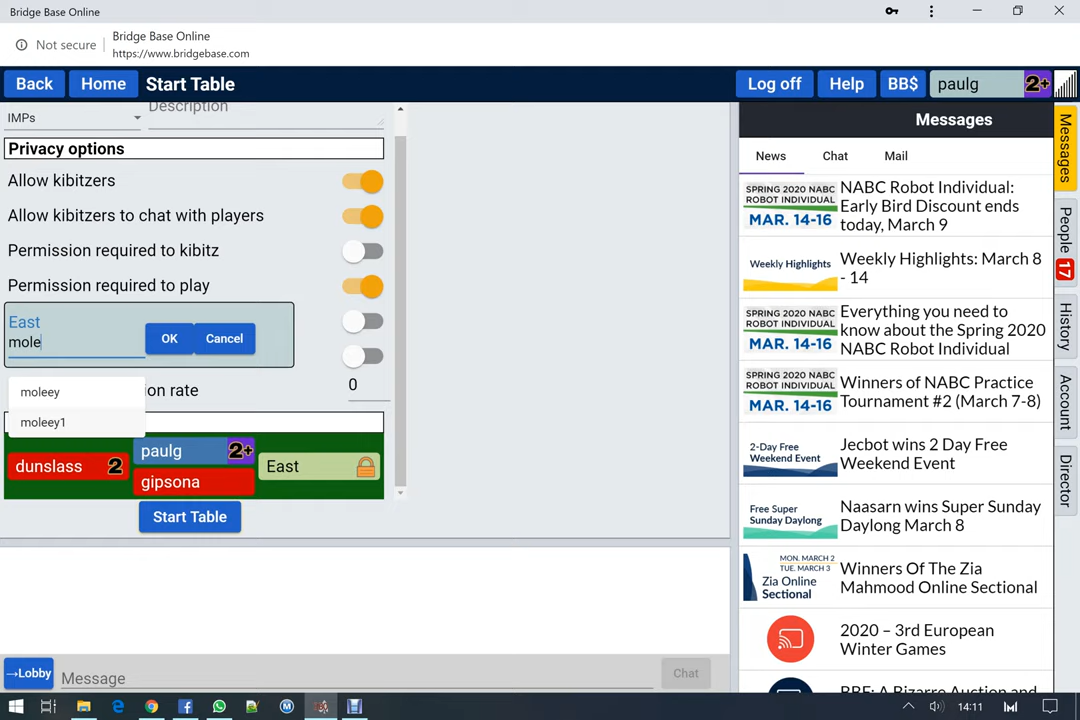 Bridge Base Online
Not secure
Bridge Base Online
https://www.bridgebase.com
Back
Home
Start Table
Log off
Help
BB$
paulg
2+
IMPs
Description
Privacy options
Allow kibitzers
Allow kibitzers to chat with players
Permission required to kibitz
Permission required to play
East
mole
OK
Cancel
moleey
moleey1
on rate
0
dunslass
2
paulg
2+
gipsona
East
Start Table
→Lobby
Message
Chat
Messages
News
Chat
Mail
SPRING 2020 NABC
ROBOT INDIVIDUAL
MAR. 14-16
NABC Robot Individual:
Early Bird Discount ends
today, March 9
Weekly Highlights
Weekly Highlights: March 8
- 14
SPRING 2020 NABC
ROBOT INDIVIDUAL
MAR. 14-16
Everything you need to
know about the Spring 2020
NABC Robot Individual
SPRING 2020 NABC
ROBOT INDIVIDUAL
MAR. 14-16
Winners of NABC Practice
Tournament #2 (March 7-8)
2-Day Free
Weekend Event
Jecbot wins 2 Day Free
Weekend Event
Free Super
Sunday Daylong
Naasarn wins Super Sunday
Daylong March 8
MON. MARCH 2
TUE. MARCH 3
Zia Online
Sectional
Winners Of The Zia
Mahmood Online Sectional
2020 – 3rd European
Winter Games
BBF: A Bizarre Auction and
Messages
People
17
History
Account
Director
14:11